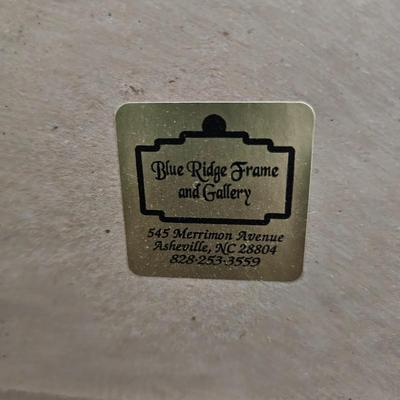 Blue Ridge Frame
and Gallery
545 Merrimon Avenue
Asheville, NC 28804
828·253·3559